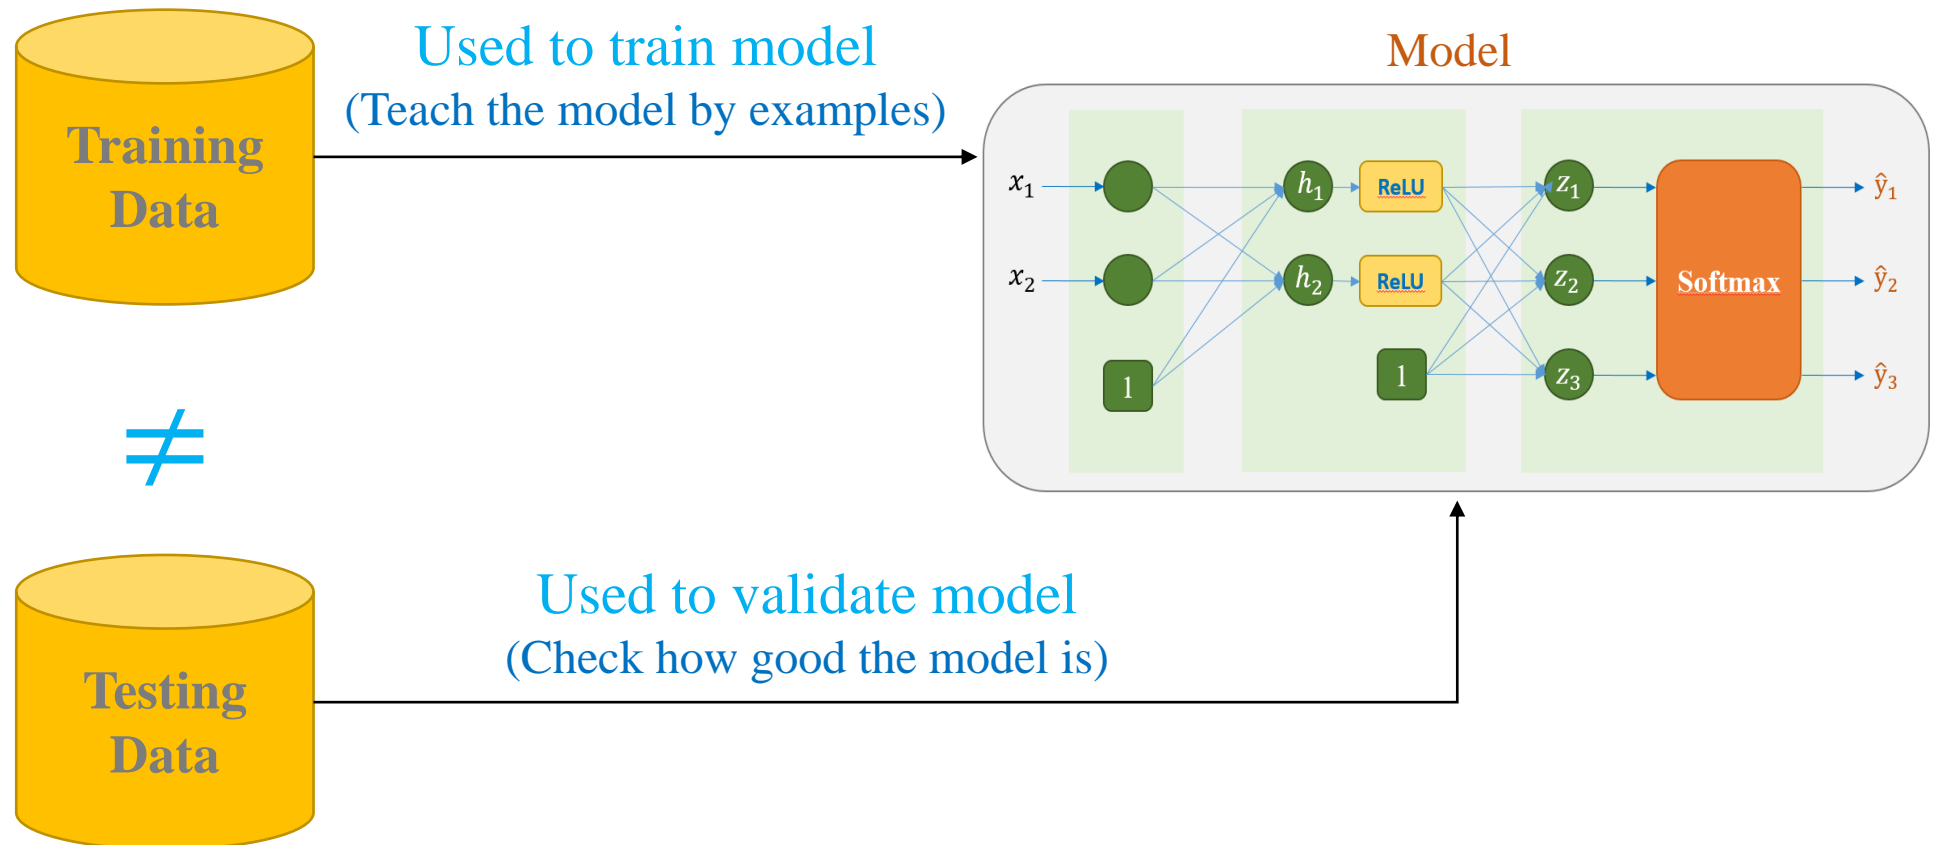 Used to train model
(Teach the model by examples)
Training
Data
Model
x₁
h₁
ReLU
z₁
ŷ₁
x₂
h₂
ReLU
z₂
Softmax
ŷ₂
1
1
z₃
ŷ₃
≠
Used to validate model
(Check how good the model is)
Testing
Data